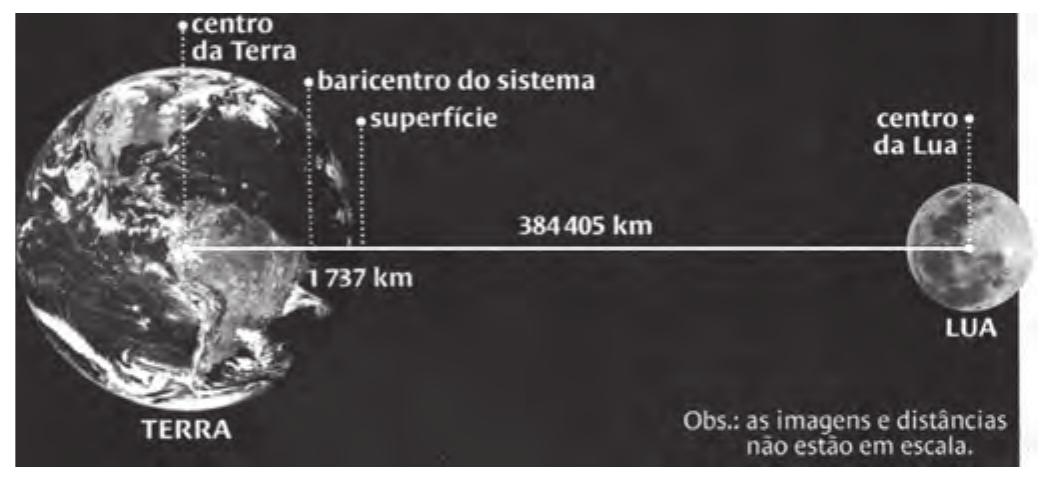 centro
da Terra
baricentro do sistema
superfície
centro
da Lua
384 405 km
1 737 km
LUA
TERRA
Obs.: as imagens e distâncias
não estão em escala.